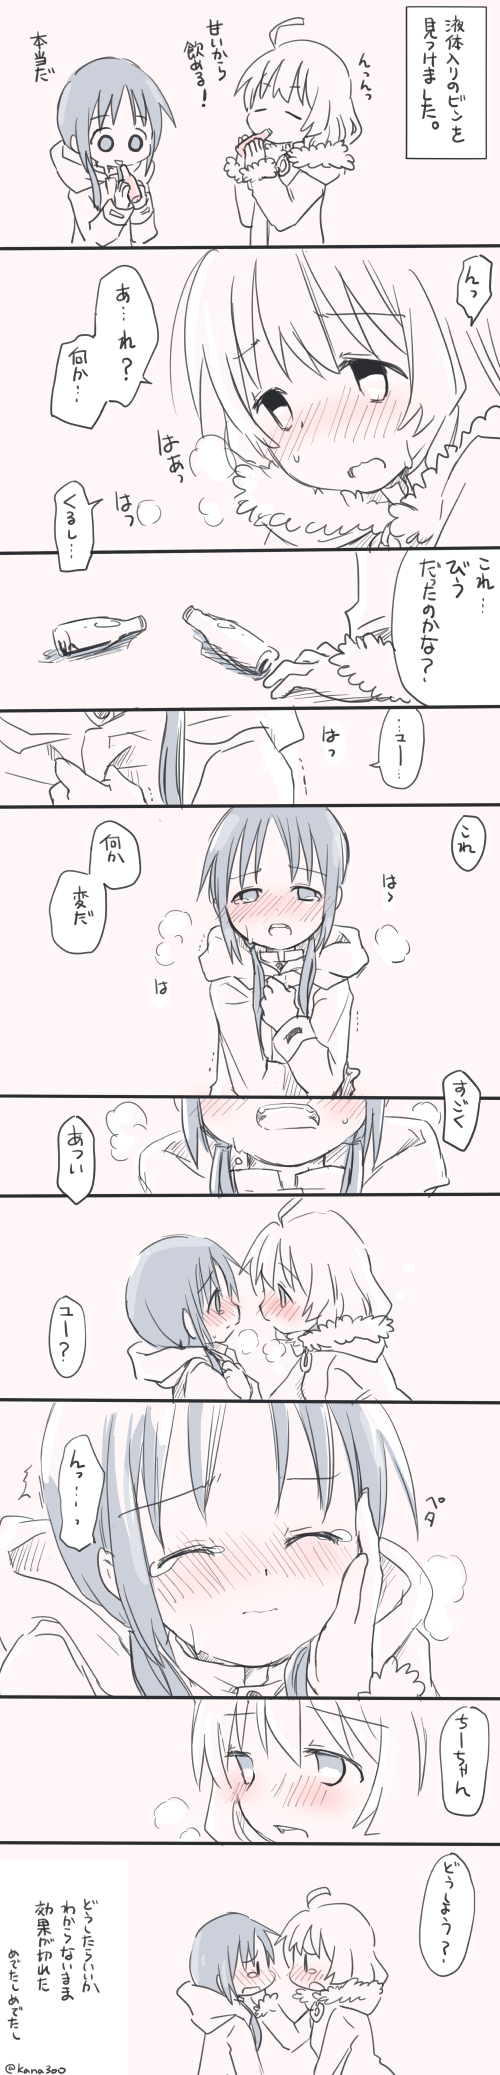 液体入りのビンを
見つけました。
んっんっ
甘いから
飲める!
本当だ
んっ
あ…れ?
何か…
はあっ
はっ
くるし…
これ…
びう
だったのかな?
…ユー…
はっ
これ
何か
変だ
はっ
は
すごく
あつい
ユー?
んっ……っ
ペタ
ちーちゃん
どうしよう?
どうしたらいいか
わからないまま
効果が切れた
めでたしめでたし
@kana300